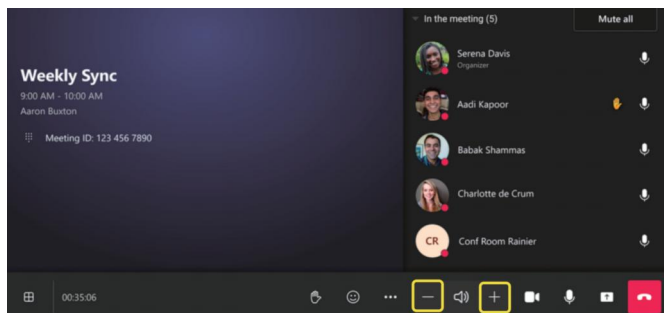 Weekly Sync
9:00 AM - 10:00 AM
Aaron Buxton
Meeting ID: 123 456 7890
In the meeting (5)
Mute all
Serena Davis
Organizer
Aadi Kapoor
Babak Shammas
Charlotte de Crum
CR
Conf Room Rainier
00:35:06